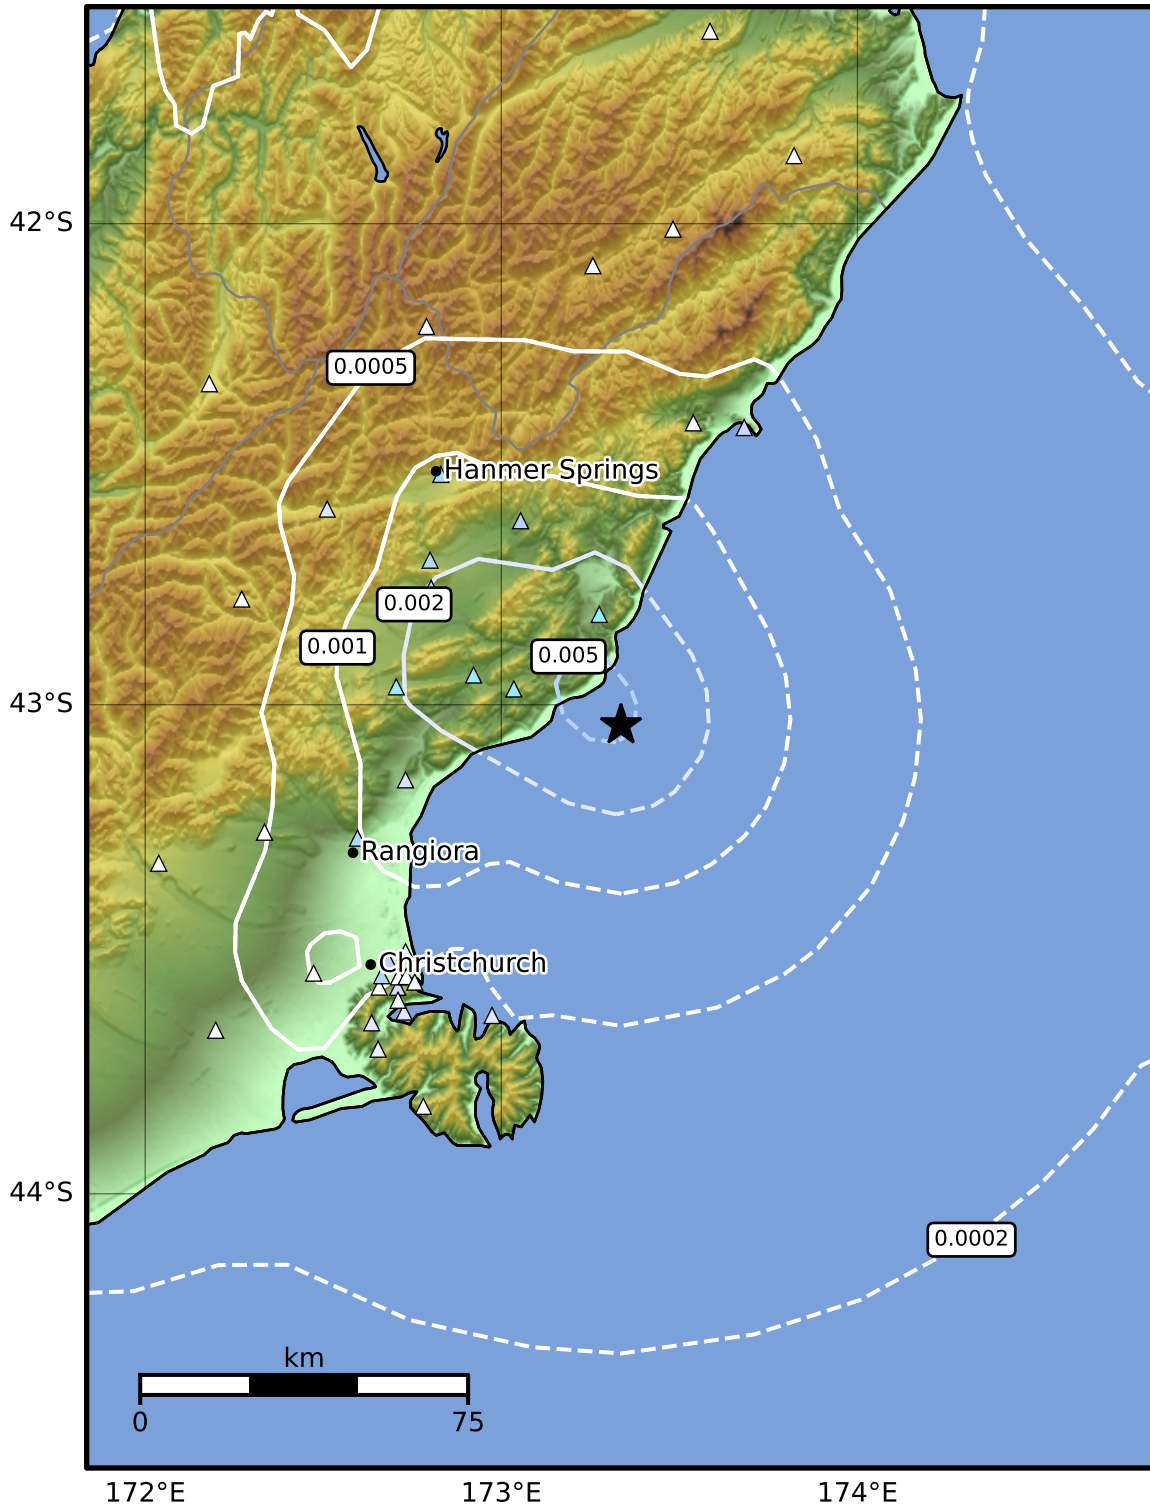 42°S
0.0005
Hanmer Springs
0.002
0.001
0.005
43°S
Rangiora
Christchurch
44°S
0.0002
km
0
75
172°E
173°E
174°E